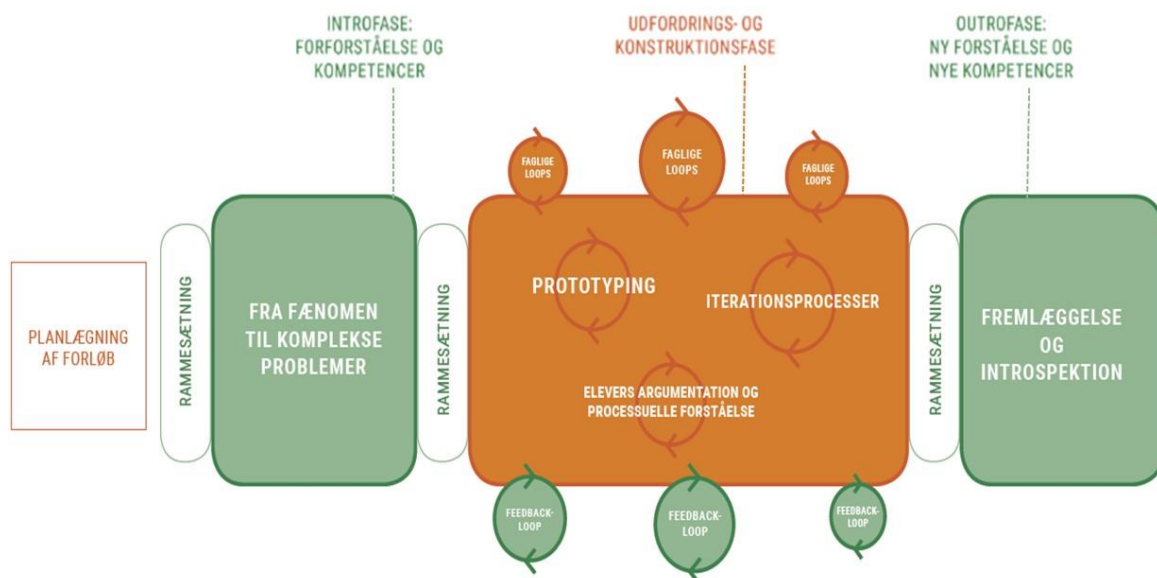 INTROFASE:
FORFORSTÅELSE OG
KOMPETENCER
UDFORDRINGS- OG
KONSTRUKTIONSFASE
OUTROFASE:
NY FORSTÅELSE OG
NYE KOMPETENCER
PLANLÆGNING
AF FORLØB
RAMMESÆTNING
FRA FÆNOMEN
TIL KOMPLEKSE
PROBLEMER
RAMMESÆTNING
FAGLIGE
LOOPS
FAGLIGE
LOOPS
FAGLIGE
LOOPS
PROTOTYPING
ITERATIONSPROCESSER
ELEVERS ARGUMENTATION OG
PROCESSUELLE FORSTÅELSE
FEEDBACK-
LOOP
FEEDBACK-
LOOP
FEEDBACK-
LOOP
RAMMESÆTNING
FREMLÆGGELSE
OG
INTROSPEKTION